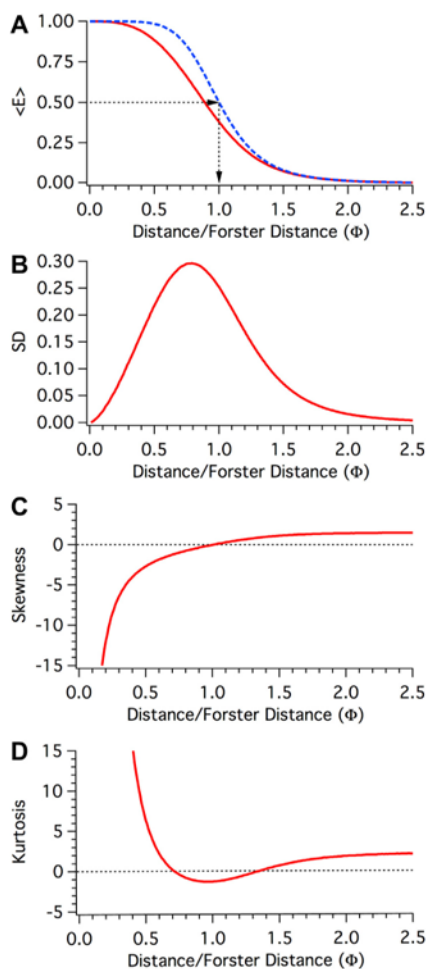 A
1.00
0.75
0.50
0.25
0.00
<E>
0.0 0.5 1.0 1.5 2.0 2.5
Distance/Forster Distance (Φ)
B
0.30
0.25
0.20
0.15
0.10
0.05
0.00
SD
0.0 0.5 1.0 1.5 2.0 2.5
Distance/Forster Distance (Φ)
C
5
0
-5
-10
-15
Skewness
0.0 0.5 1.0 1.5 2.0 2.5
Distance/Forster Distance (Φ)
D
15
10
5
0
-5
Kurtosis
0.0 0.5 1.0 1.5 2.0 2.5
Distance/Forster Distance (Φ)